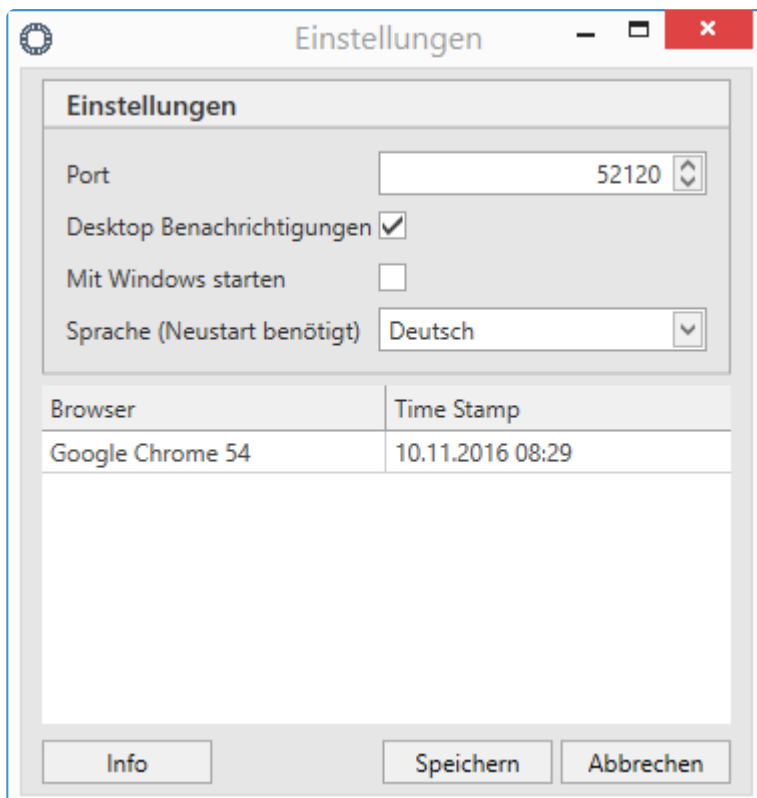 Einstellungen
Einstellungen
Port 52120
Desktop Benachrichtigungen
Mit Windows starten
Sprache (Neustart benötigt) Deutsch
Browser Time Stamp
Google Chrome 54 10.11.2016 08:29
Info Speichern Abbrechen